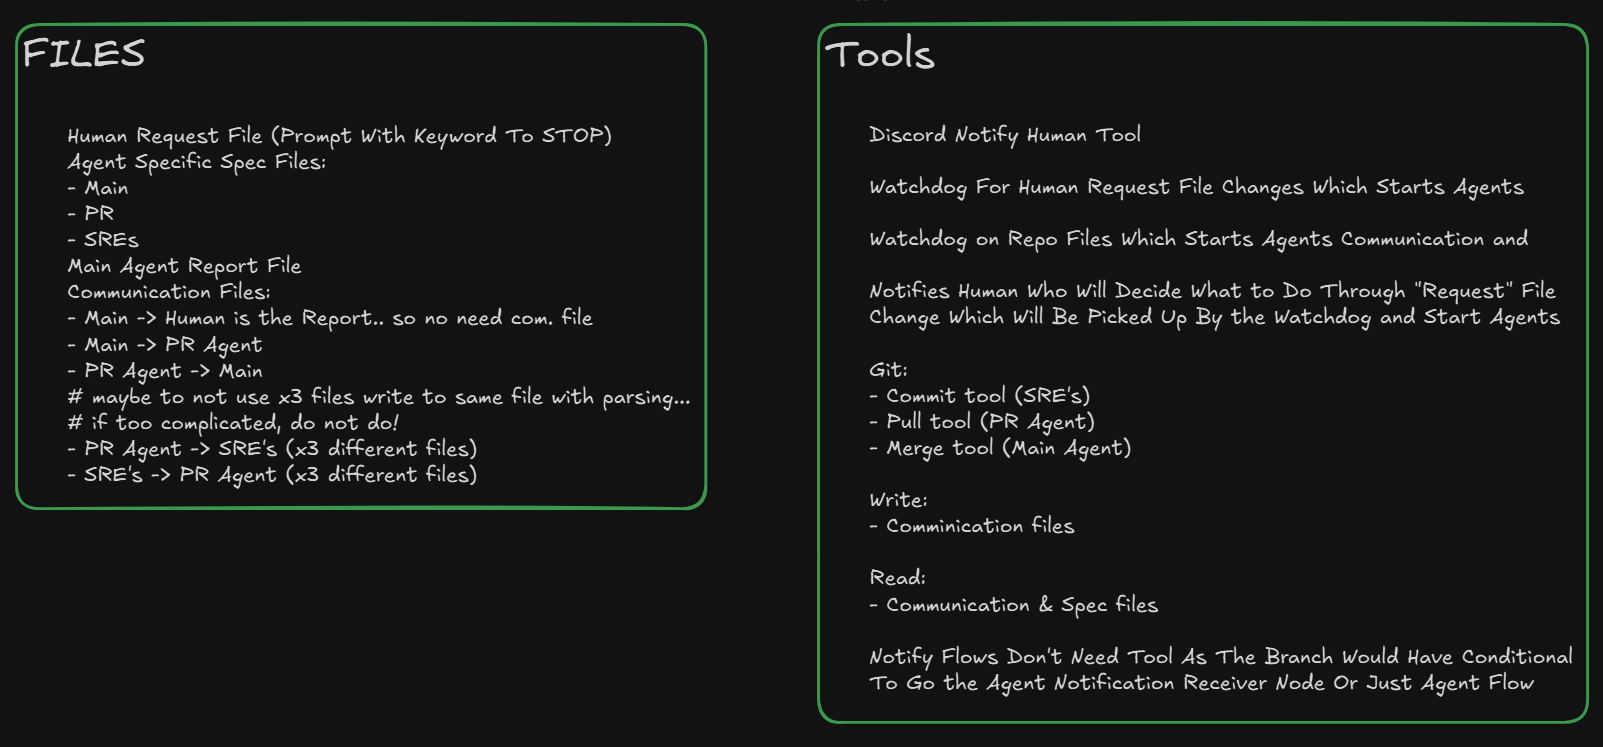 FILES
Human Request File (Prompt With Keyword To STOP)
Agent Specific Spec Files:
- Main
- PR
- SREs
Main Agent Report File
Communication Files:
- Main -> Human is the Report.. so no need com. file
- Main -> PR Agent
- PR Agent -> Main
# maybe to not use x3 files write to same file with parsing...
# if too complicated, do not do!
- PR Agent -> SRE's (x3 different files)
- SRE's -> PR Agent (x3 different files)
Tools
Discord Notify Human Tool
Watchdog For Human Request File Changes Which Starts Agents
Watchdog on Repo Files Which Starts Agents Communication and
Notifies Human Who Will Decide What to Do Through "Request" File
Change Which Will Be Picked Up By the Watchdog and Start Agents
Git:
- Commit tool (SRE's)
- Pull tool (PR Agent)
- Merge tool (Main Agent)
Write:
- Comminication files
Read:
- Communication & Spec files
Notify Flows Don't Need Tool As The Branch Would Have Conditional
To Go the Agent Notification Receiver Node Or Just Agent Flow